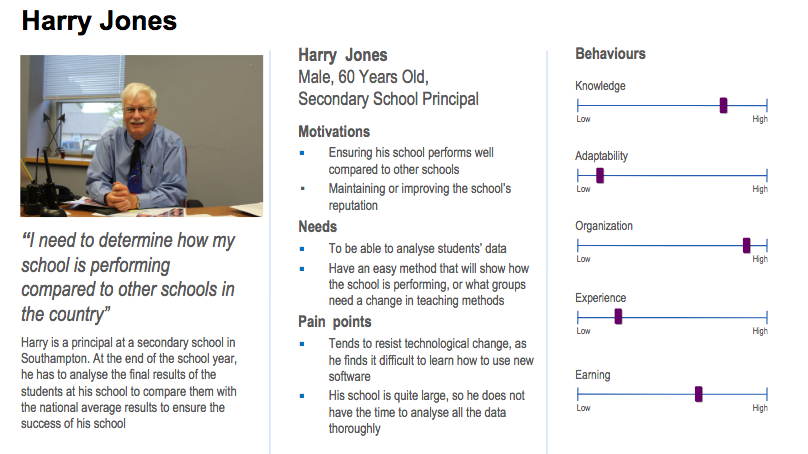 Harry Jones
“I need to determine how my
school is performing
compared to other schools in
the country”
Harry is a principal at a secondary school in
Southampton. At the end of the school year,
he has to analyse the final results of the
students at his school to compare them with
the national average results to ensure the
success of his school
Harry Jones
Male, 60 Years Old,
Secondary School Principal
Motivations
▪ Ensuring his school performs well
compared to other schools
▪ Maintaining or improving the school’s
reputation
Needs
▪ To be able to analyse students’ data
▪ Have an easy method that will show how
the school is performing, or what groups
need a change in teaching methods
Pain points
▪ Tends to resist technological change, as
he finds it difficult to learn how to use new
software
▪ His school is quite large, so he does not
have the time to analyse all the data
thoroughly
Behaviours
Knowledge
Low High
Adaptability
Low High
Organization
Low High
Experience
Low High
Earning
Low High